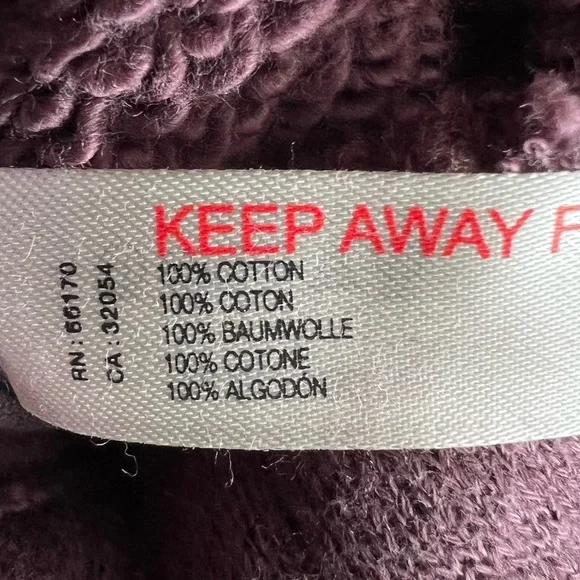 KEEP AWAY F
100% COTTON
100% COTON
100% BAUMWOLLE
100% COTONE
100% ALGODÓN
RN : 66170
CA : 32054